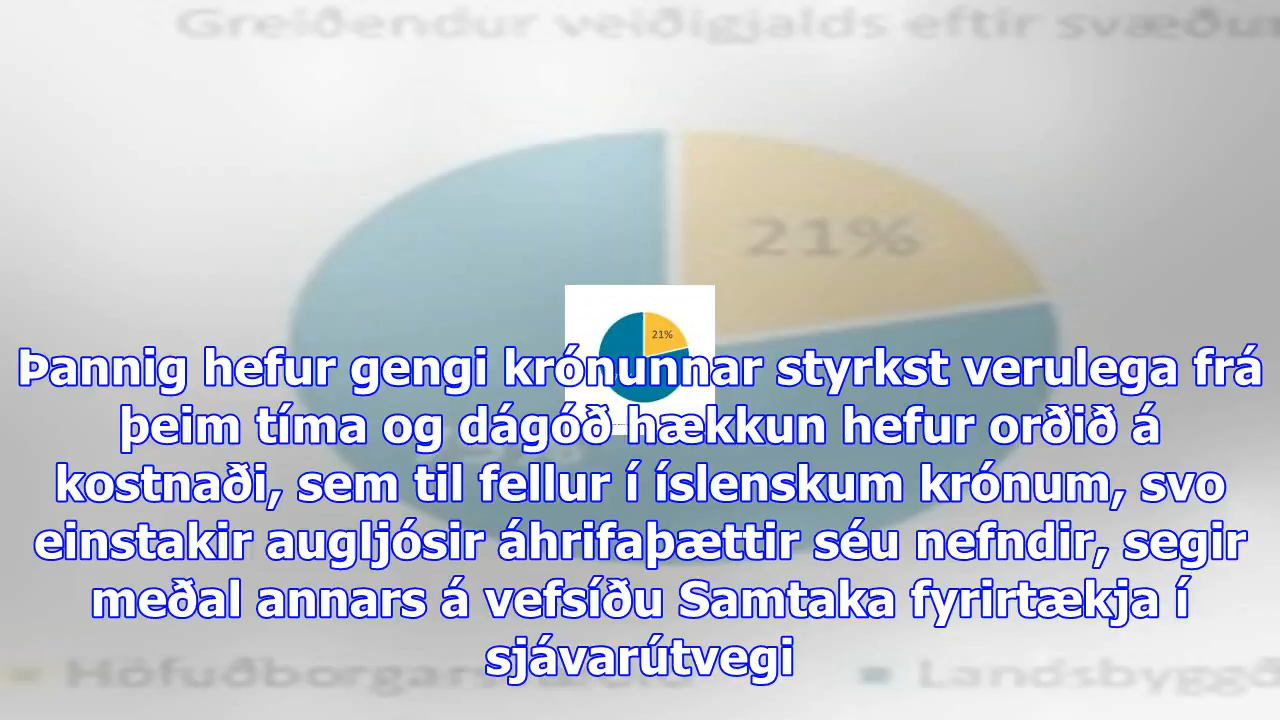 Greiðendur veiðigjalds eftir svæðum
21%
21%
Þannig hefur gengi krónunnar styrkst verulega frá
þeim tíma og dágóð hækkun hefur orðið á
kostnaði, sem til fellur í íslenskum krónum, svo
einstakir augljósir áhrifaþættir séu nefndir, segir
meðal annars á vefsíðu Samtaka fyrirtækja í
sjávarútvegi